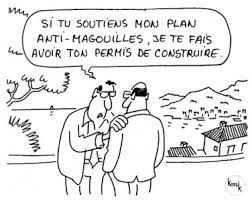 SI TU SOUTIENS MON PLAN
ANTI-MAGOUILLES, JE TE FAIS
AVOIR TON PERMIS DE CONSTRUIRE.